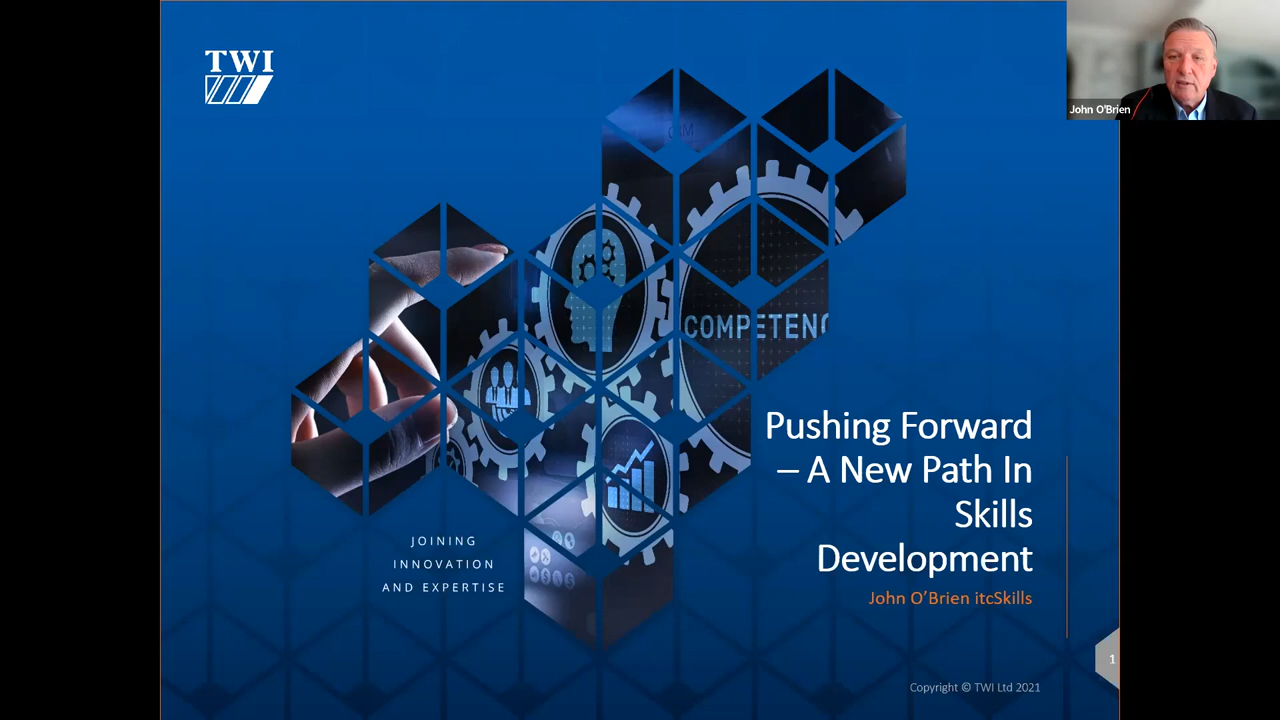 TWI
John O'Brien
COMPETENC
Pushing Forward
– A New Path In
Skills
Development
John O'Brien itcSkills
JOINING
INNOVATION
AND EXPERTISE
1
Copyright © TWI Ltd 2021